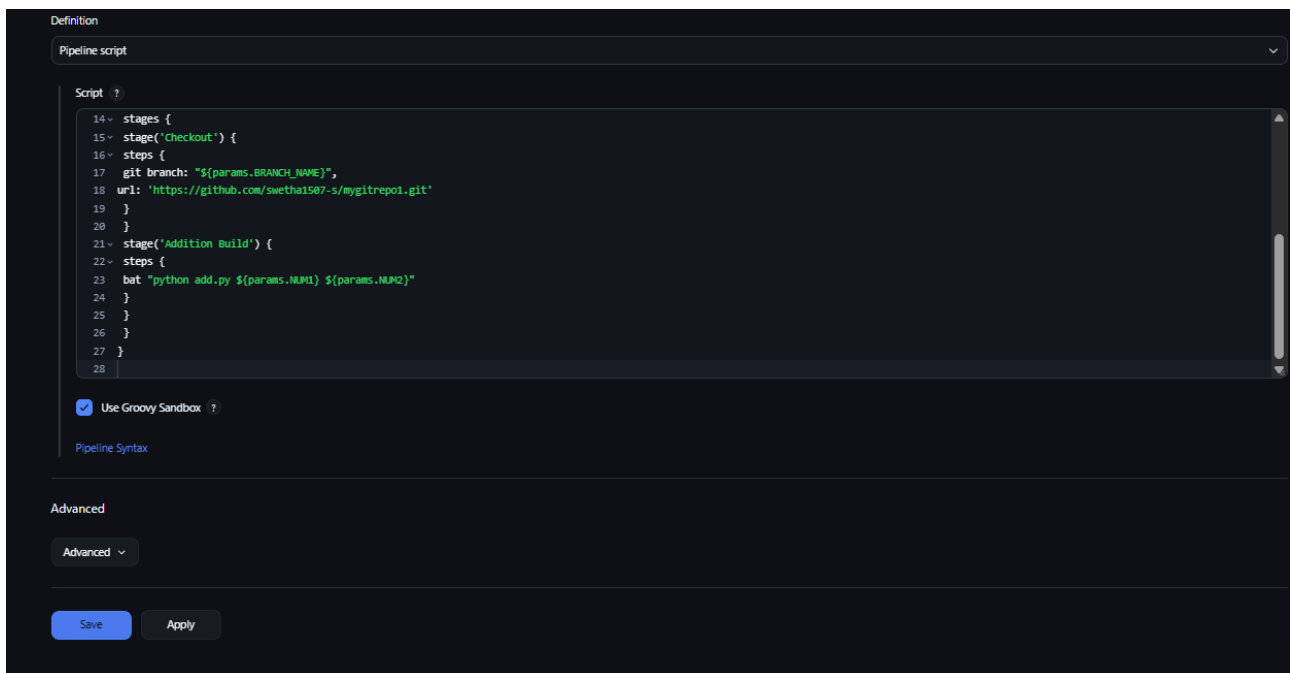 Definition
Pipeline script
Script ?
14 stages {
15 stage('Checkout') {
16 steps {
17 git branch: "${params.BRANCH_NAME}",
18 url: 'https://github.com/swetha1507-s/mygitrepo1.git'
19 }
20 }
21 stage('Addition Build') {
22 steps {
23 bat "python add.py ${params.NUM1} ${params.NUM2}"
24 }
25 }
26 }
27 }
28
Use Groovy Sandbox ?
Pipeline Syntax
Advanced
Advanced
Save Apply